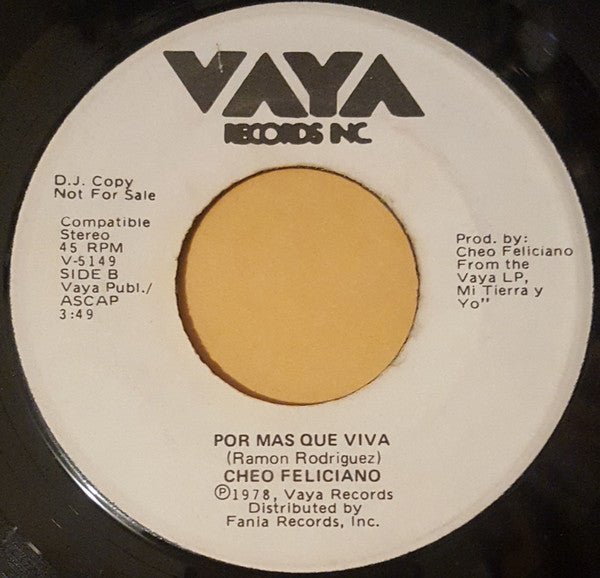 VAYA
RECORDS INC.
D.J. Copy
Not For Sale
Compatible
Stereo
45 RPM
V-5149
SIDE B
Vaya Publ./
ASCAP
3:49
Prod. by:
Cheo Feliciano
From the
Vaya LP,
Mi Tierra y
Yo"
POR MAS QUE VIVA
(Ramon Rodriguez)
CHEO FELICIANO
℗1978, Vaya Records
Distributed by
Fania Records, Inc.